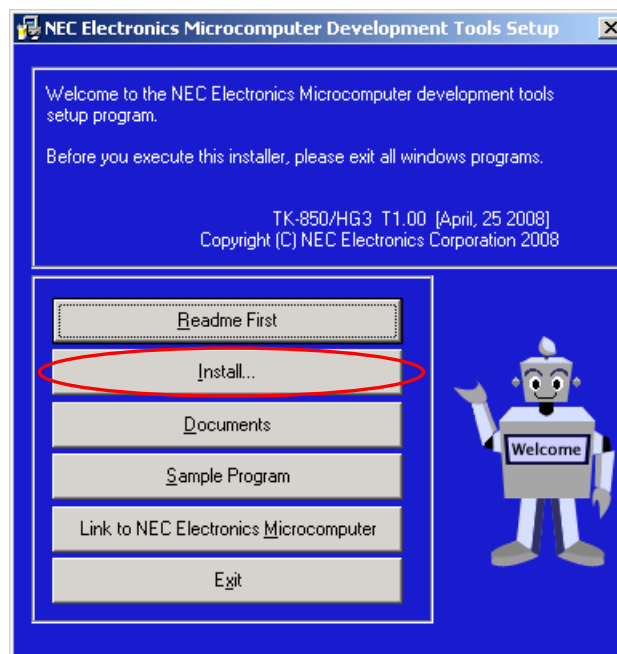 NEC Electronics Microcomputer Development Tools Setup
Welcome to the NEC Electronics Microcomputer development tools
setup program.
Before you execute this installer, please exit all windows programs.
TK-850/HG3 T1.00 [April, 25 2008]
Copyright (C) NEC Electronics Corporation 2008
Readme First
Install...
Documents
Sample Program
Link to NEC Electronics Microcomputer
Exit
Welcome